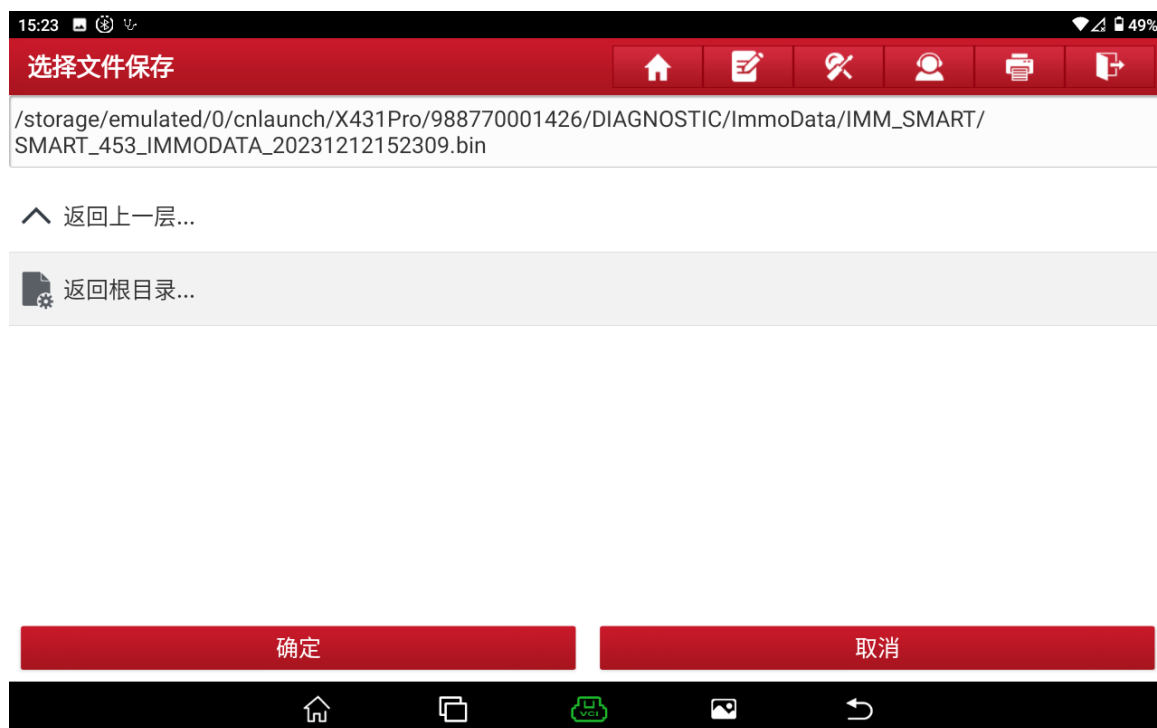 15:23
49%
选择文件保存
/storage/emulated/0/cnlaunch/X431Pro/988770001426/DIAGNOSTIC/ImmoData/IMM_SMART/
SMART_453_IMMODATA_20231212152309.bin
返回上一层...
返回根目录...
确定
取消
VCI